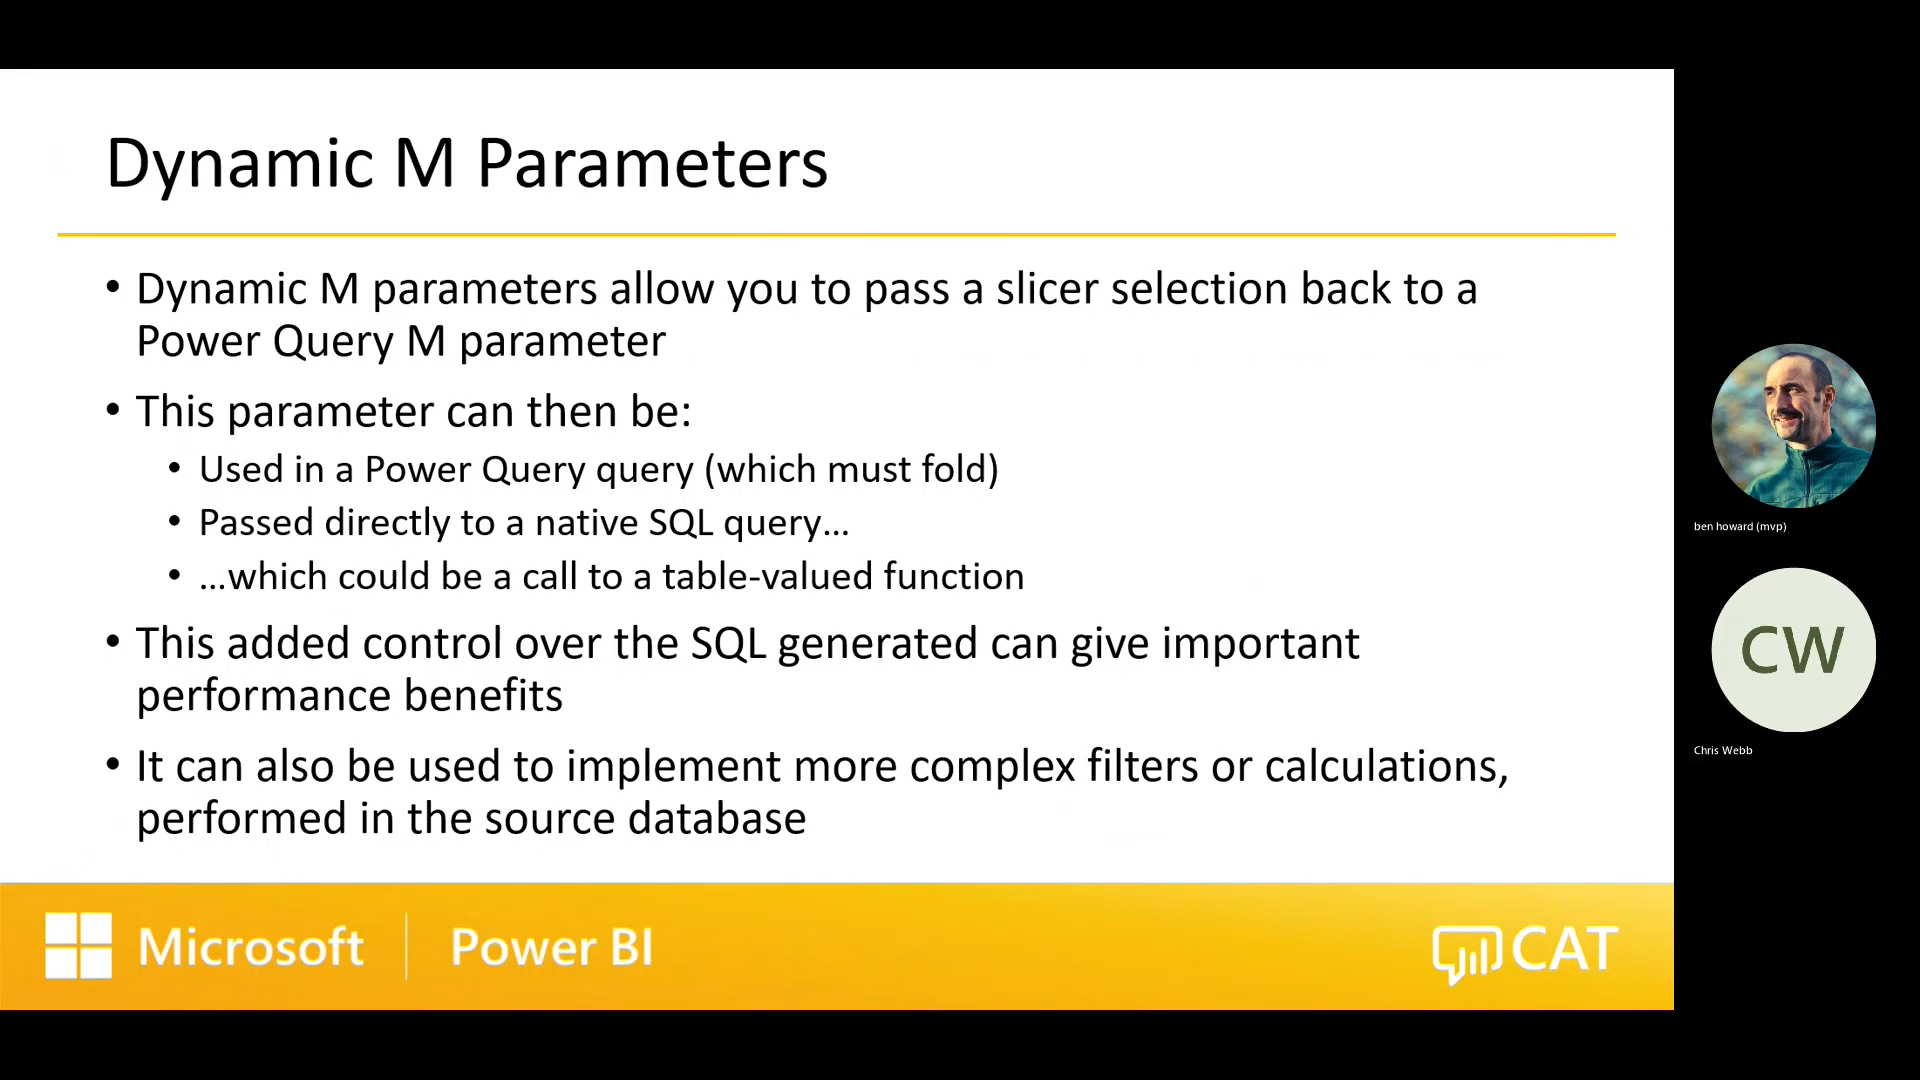 Dynamic M Parameters
• Dynamic M parameters allow you to pass a slicer selection back to a
Power Query M parameter
• This parameter can then be:
• Used in a Power Query query (which must fold)
• Passed directly to a native SQL query…
• …which could be a call to a table-valued function
• This added control over the SQL generated can give important
performance benefits
• It can also be used to implement more complex filters or calculations,
performed in the source database
Microsoft | Power BI
CAT
ben howard (mvp)
CW
Chris Webb